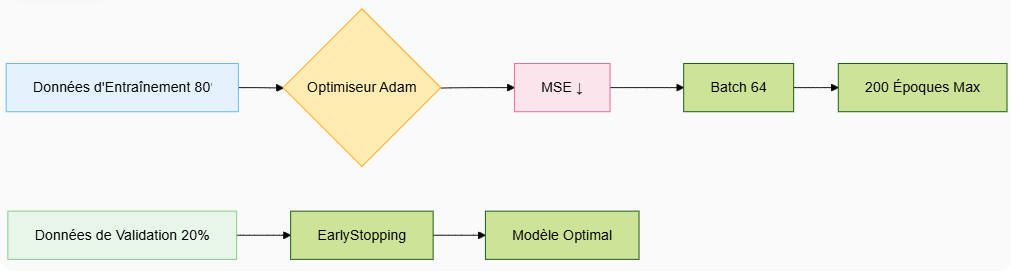 Données d'Entraînement 80'
Optimiseur Adam
MSE ↓
Batch 64
200 Époques Max
Données de Validation 20%
EarlyStopping
Modèle Optimal